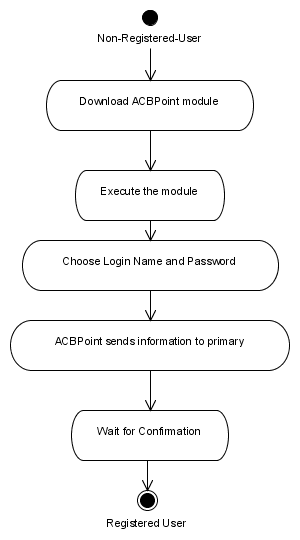 Non-Registered-User
Download ACBPoint module
Execute the module
Choose Login Name and Password
ACBPoint sends information to primary
Wait for Confirmation
Registered User